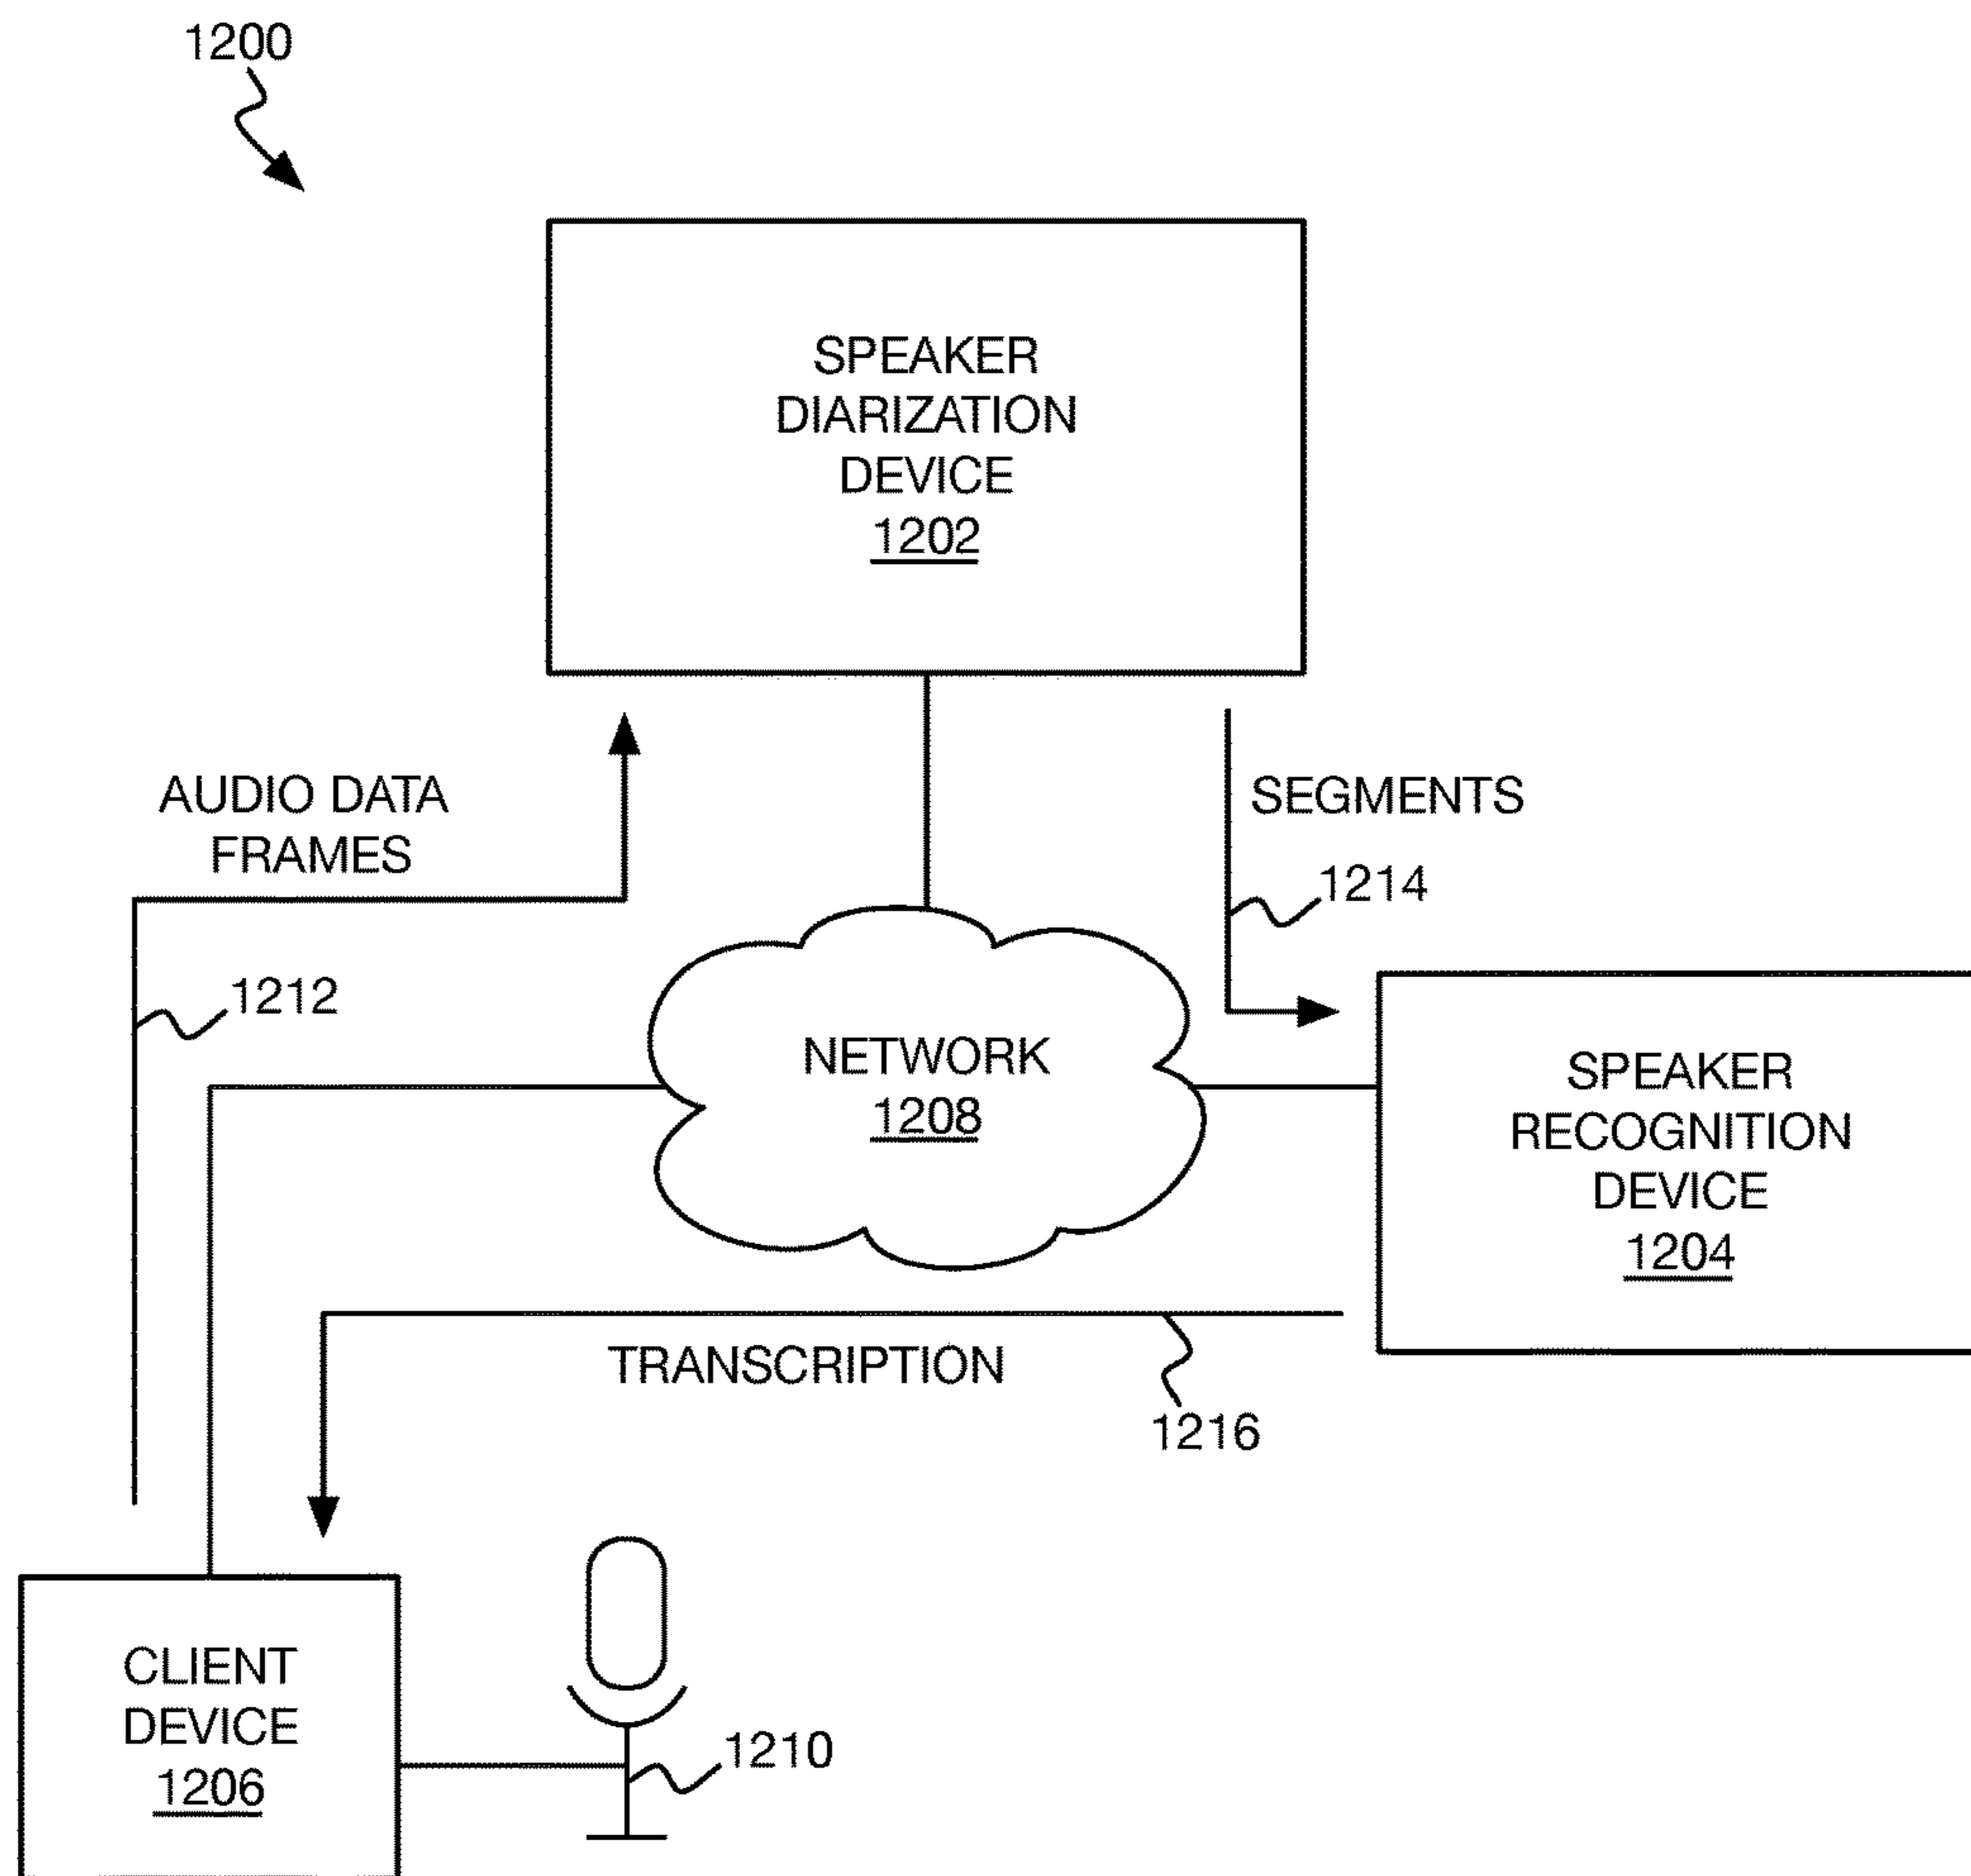 1200
SPEAKER
DIARIZATION
DEVICE
1202
AUDIO DATA
FRAMES
SEGMENTS
1214
1212
NETWORK
1208
SPEAKER
RECOGNITION
DEVICE
1204
TRANSCRIPTION
1216
CLIENT
DEVICE
1206
1210